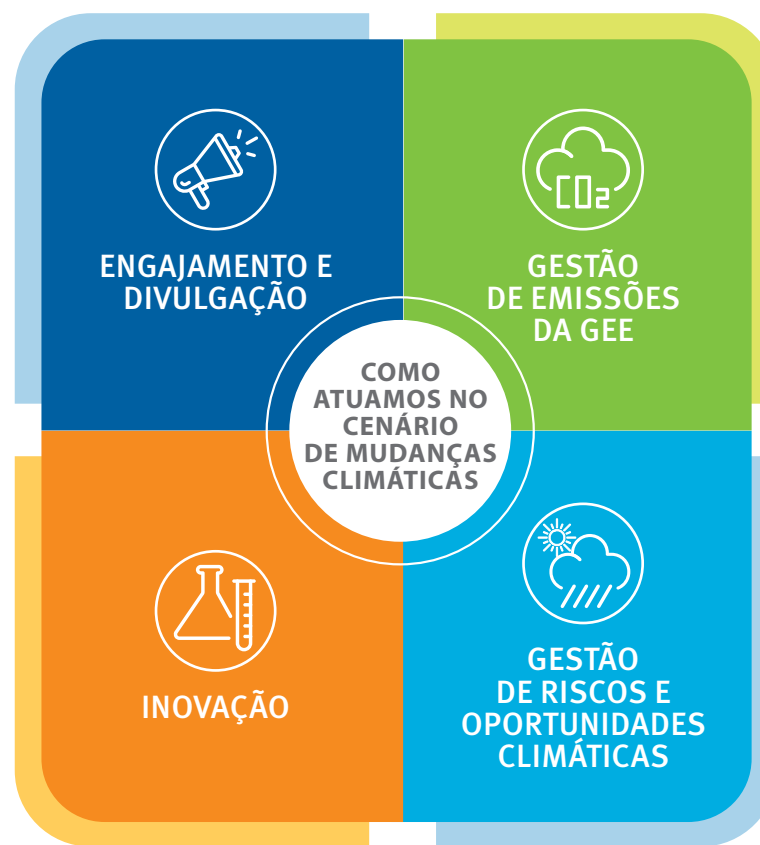 ENGAJAMENTO E
DIVULGAÇÃO
GESTÃO
DE EMISSÕES
DA GEE
COMO
ATUAMOS NO
CENÁRIO
DE MUDANÇAS
CLIMÁTICAS
INOVAÇÃO
GESTÃO
DE RISCOS E
OPORTUNIDADES
CLIMÁTICAS
CO2